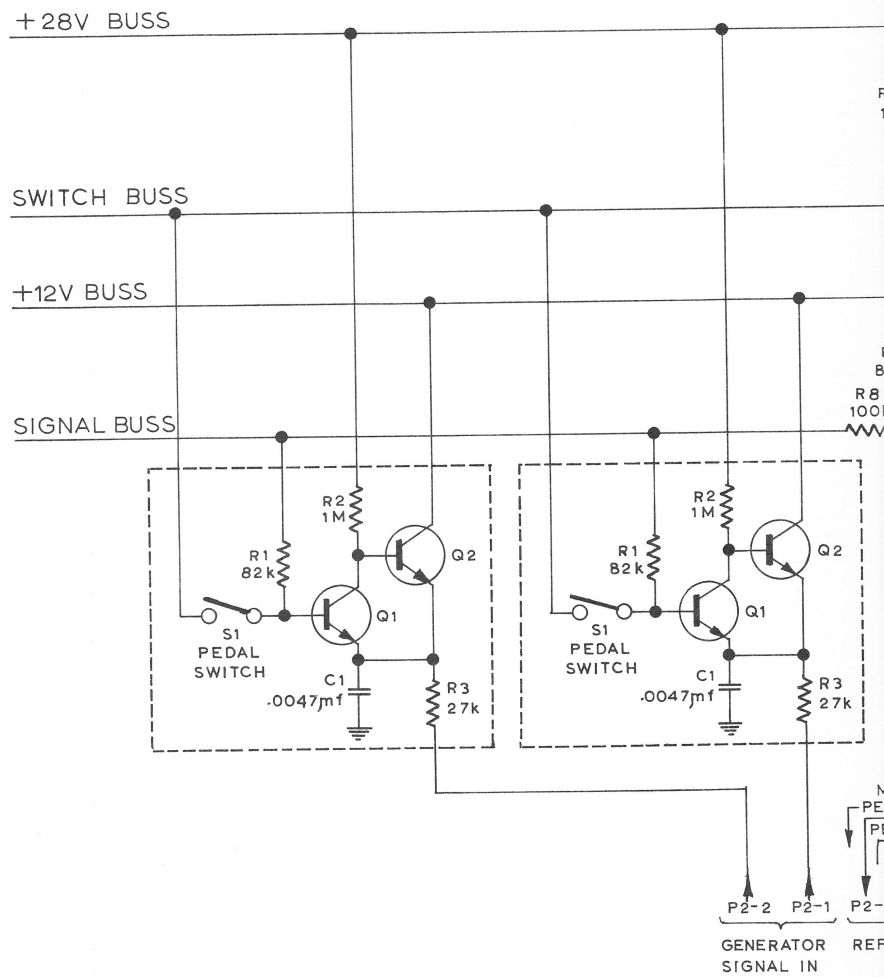 +28V BUSS
SWITCH BUSS
+12V BUSS
SIGNAL BUSS
R8
R2
1M
R1
82k
Q2
Q1
S1
PEDAL
SWITCH
C1
.0047mf
R3
27k
R2
1M
R1
82k
Q2
Q1
S1
PEDAL
SWITCH
C1
.0047mf
R3
27k
P2-2
P2-1
P2-
GENERATOR
SIGNAL IN